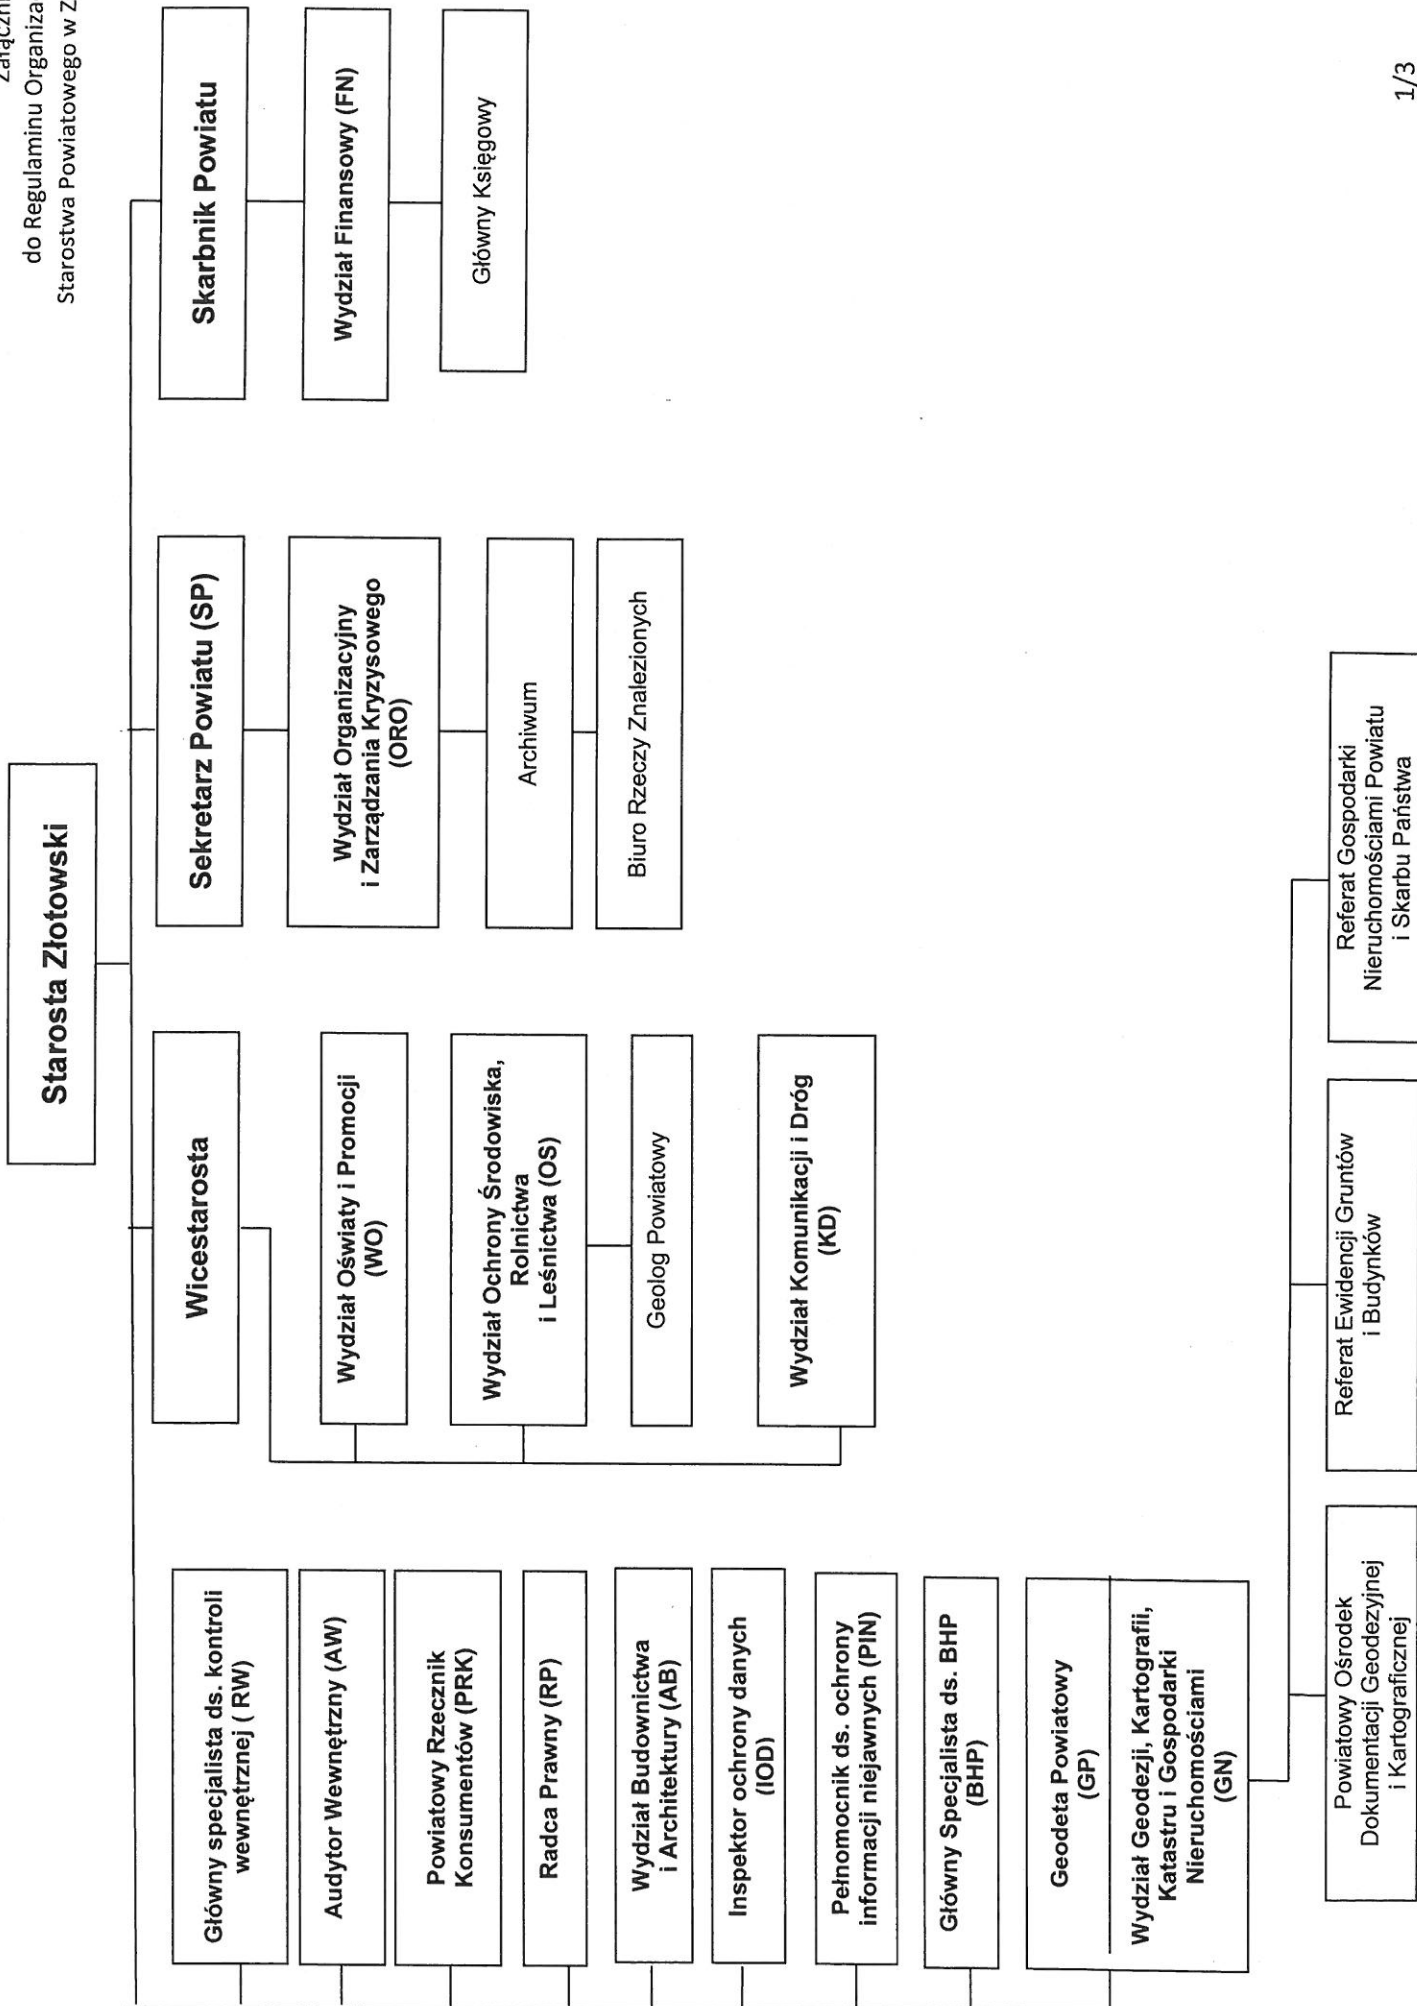 Załącznik
do Regulaminu Organiza
Starostwa Powiatowego w Z
Starosta Złotowski
Wicestarosta
Sekretarz Powiatu (SP)
Skarbnik Powiatu
Główny specjalista ds. kontroli
wewnętrznej ( RW)
Audytor Wewnętrzny (AW)
Powiatowy Rzecznik
Konsumentów (PRK)
Radca Prawny (RP)
Wydział Budownictwa
i Architektury (AB)
Inspektor ochrony danych
(IOD)
Pełnomocnik ds. ochrony
informacji niejawnych (PIN)
Główny Specjalista ds. BHP
(BHP)
Geodeta Powiatowy
(GP)
Wydział Geodezji, Kartografii,
Katastru i Gospodarki
Nieruchomościami
(GN)
Wydział Oświaty i Promocji
(WO)
Wydział Ochrony Środowiska,
Rolnictwa
i Leśnictwa (OS)
Geolog Powiatowy
Wydział Komunikacji i Dróg
(KD)
Wydział Organizacyjny
i Zarządzania Kryzysowego
(ORO)
Archiwum
Biuro Rzeczy Znalezionych
Wydział Finansowy (FN)
Główny Księgowy
Powiatowy Ośrodek
Dokumentacji Geodezyjnej
i Kartograficznej
Referat Ewidencji Gruntów
i Budynków
Referat Gospodarki
Nieruchomościami Powiatu
i Skarbu Państwa
1/3